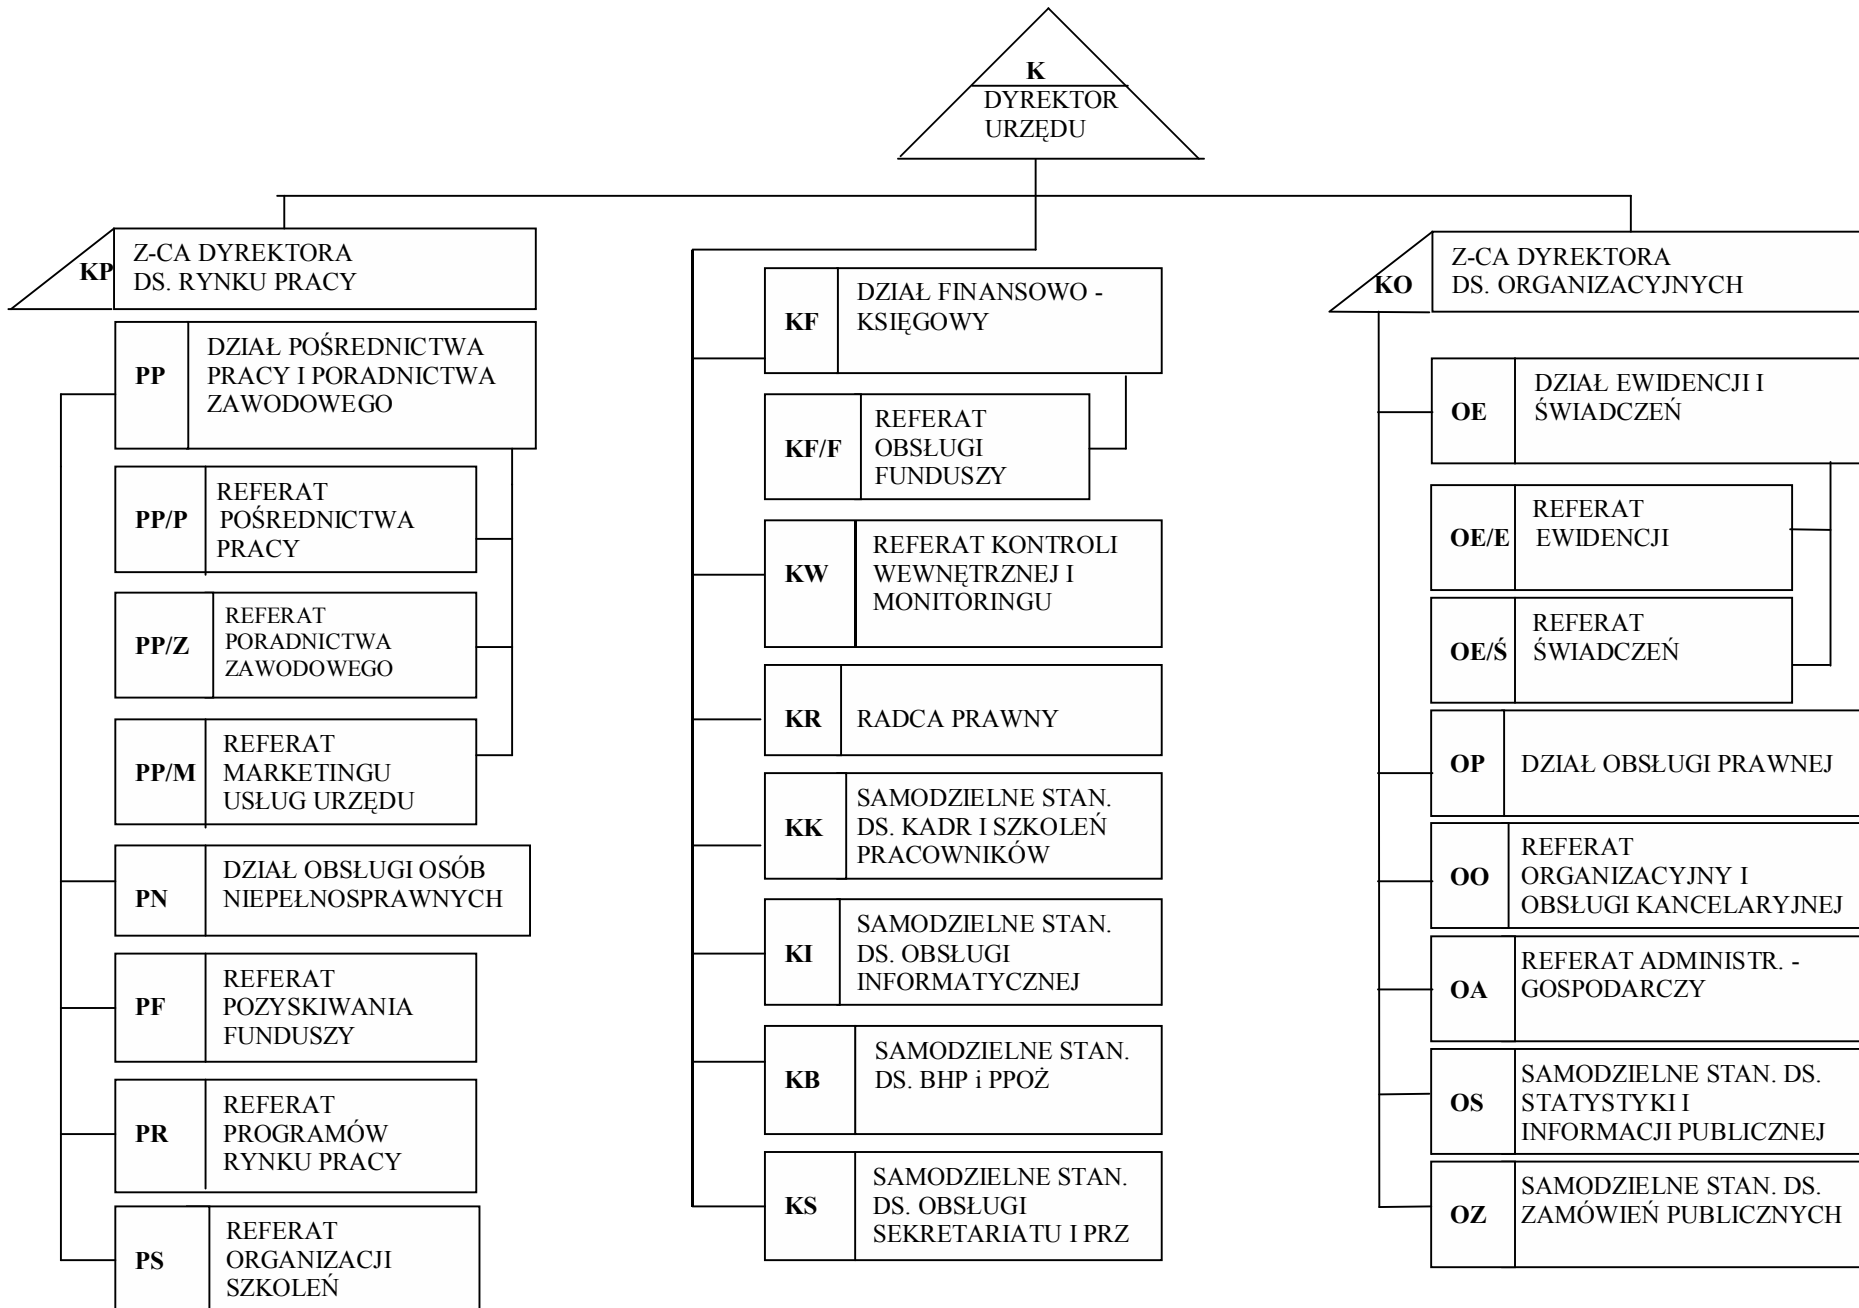 K
DYREKTOR
URZĘDU
KP
Z-CA DYREKTORA
DS. RYNKU PRACY
PP
DZIAŁ POŚREDNICTWA
PRACY I PORADNICTWA
ZAWODOWEGO
PP/P
REFERAT
POŚREDNICTWA
PRACY
PP/Z
REFERAT
PORADNICTWA
ZAWODOWEGO
PP/M
REFERAT
MARKETINGU
USŁUG URZĘDU
PN
DZIAŁ OBSŁUGI OSÓB
NIEPEŁNOSPRAWNYCH
PF
REFERAT
POZYSKIWANIA
FUNDUSZY
PR
REFERAT
PROGRAMÓW
RYNKU PRACY
PS
REFERAT
ORGANIZACJI
SZKOLEŃ
KF
DZIAŁ FINANSOWO -
KSIĘGOWY
KF/F
REFERAT
OBSŁUGI
FUNDUSZY
KW
REFERAT KONTROLI
WEWNĘTRZNEJ I
MONITORINGU
KR
RADCA PRAWNY
KK
SAMODZIELNE STAN.
DS. KADR I SZKOLEŃ
PRACOWNIKÓW
KI
SAMODZIELNE STAN.
DS. OBSŁUGI
INFORMATYCZNEJ
KB
SAMODZIELNE STAN.
DS. BHP i PPOŻ
KS
SAMODZIELNE STAN.
DS. OBSŁUGI
SEKRETARIATU I PRZ
KO
Z-CA DYREKTORA
DS. ORGANIZACYJNYCH
OE
DZIAŁ EWIDENCJI I
ŚWIADCZEŃ
OE/E
REFERAT
EWIDENCJI
OE/Ś
REFERAT
ŚWIADCZEŃ
OP
DZIAŁ OBSŁUGI PRAWNEJ
OO
REFERAT
ORGANIZACYJNY I
OBSŁUGI KANCELARYJNEJ
OA
REFERAT ADMINISTR. -
GOSPODARCZY
OS
SAMODZIELNE STAN. DS.
STATYSTYKI I
INFORMACJI PUBLICZNEJ
OZ
SAMODZIELNE STAN. DS.
ZAMÓWIEŃ PUBLICZNYCH